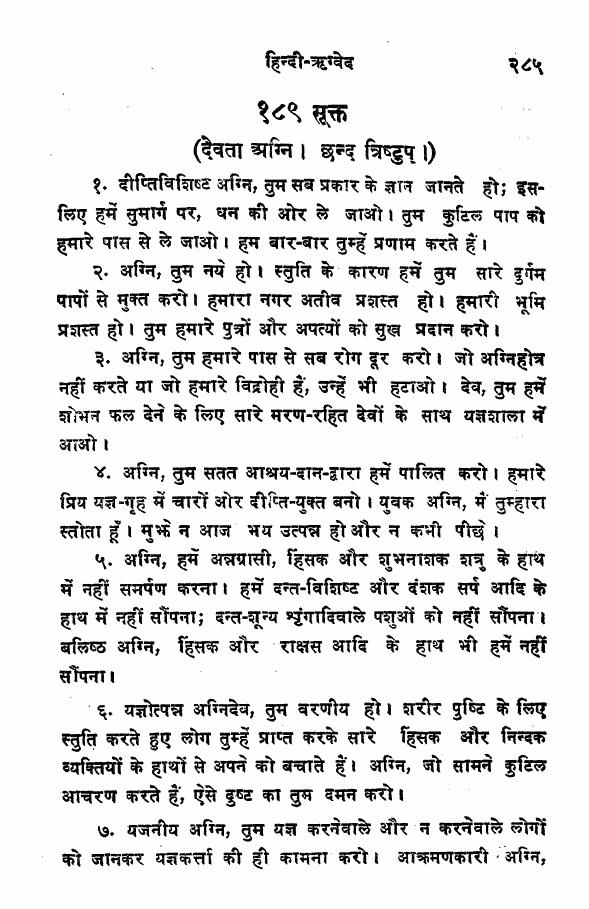 हिन्दी-ऋग्वेद २८५
१८९ सूक्त
(देवता अग्नि। छन्द त्रिष्टुप्।)
१. दीप्तिविशिष्ट अग्नि, तुम सब प्रकार के ज्ञान जानते हो; इस-
लिए हमें सुमार्ग पर, धन की ओर ले जाओ। तुम कुटिल पाप को
हमारे पास से ले जाओ। हम बार-बार तुम्हें प्रणाम करते हैं।
२. अग्नि, तुम नये हो। स्तुति के कारण हमें तुम सारे दुर्गम
पापों से मुक्त करो। हमारा नगर अतीव प्रशस्त हो। हमारी भूमि
प्रशस्त हो। तुम हमारे पुत्रों और अपत्यों को सुख प्रदान करो।
३. अग्नि, तुम हमारे पास से सब रोग दूर करो। जो अग्निहोत्र
नहीं करते या जो हमारे विद्रोही हैं, उन्हें भी हटाओ। देव, तुम हमें
शोभन फल देने के लिए सारे मरण-रहित देवों के साथ यज्ञशाला में
आओ।
४. अग्नि, तुम सतत आश्रय-दान-द्वारा हमें पालित करो। हमारे
प्रिय यज्ञ-गृह में चारों ओर दीप्ति-युक्त बनो। युवक अग्नि, मैं तुम्हारा
स्तोता हूँ। मुझे न आज भय उत्पन्न हो और न कभी पीछे।
५. अग्नि, हमें अन्नग्रासी, हिंसक और शुभनाशक शत्रु के हाथ
में नहीं समर्पण करना। हमें दन्त-विशिष्ट और दंशक सर्प आदि के
हाथ में नहीं सौंपना; दन्त-शून्य शृंगादिवाले पशुओं को नहीं सौंपना।
बलिष्ठ अग्नि, हिंसक और राक्षस आदि के हाथ भी हमें नहीं
सौंपना।
६. यज्ञोत्पन्न अग्निदेव, तुम वरणीय हो। शरीर पुष्टि के लिए
स्तुति करते हुए लोग तुम्हें प्राप्त करके सारे हिंसक और निन्दक
व्यक्तियों के हाथों से अपने को बचाते हैं। अग्नि, जो सामने कुटिल
आचरण करते हैं, ऐसे दुष्ट का तुम दमन करो।
७. यजनीय अग्नि, तुम यज्ञ करनेवाले और न करनेवाले लोगों
को जानकर यज्ञकर्त्ता की ही कामना करो। आक्रमणकारी अग्नि,